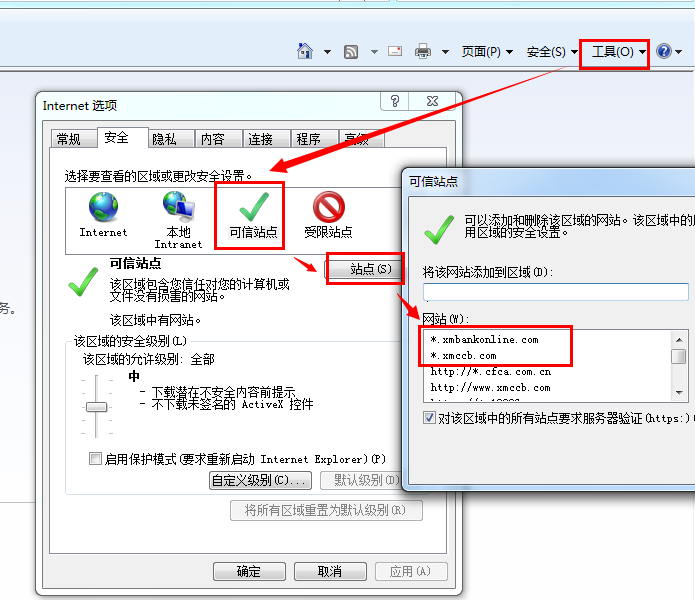 页面(P)
安全(S)
工具(O)
Internet 选项
常规
安全
隐私
内容
连接
程序
高级
选择要查看的区域或更改安全设置。
Internet
本地
Intranet
可信站点
受限站点
可信站点
站点(S)
该区域包含您信任对您的计算机或
文件没有损害的网站。
该区域中有网站。
该区域的安全级别(L)
该区域的允许级别: 全部
中
- 下载潜在不安全内容前提示
- 不下载未签名的 ActiveX 控件
启用保护模式(要求重新启动 Internet Explorer)(P)
自定义级别(C)...
默认级别(D)
将所有区域重置为默认级别(R)
确定
取消
应用(A)
可信站点
可以添加和删除该区域的网站。该区域中的
用区域的安全设置。
将该网站添加到区域(D):
网站(W):
*.xmbankonline.com
*.xmccb.com
http://*.cfca.com.cn
http://www.xmccb.com
对该区域中的所有站点要求服务器验证(https:)(
务。